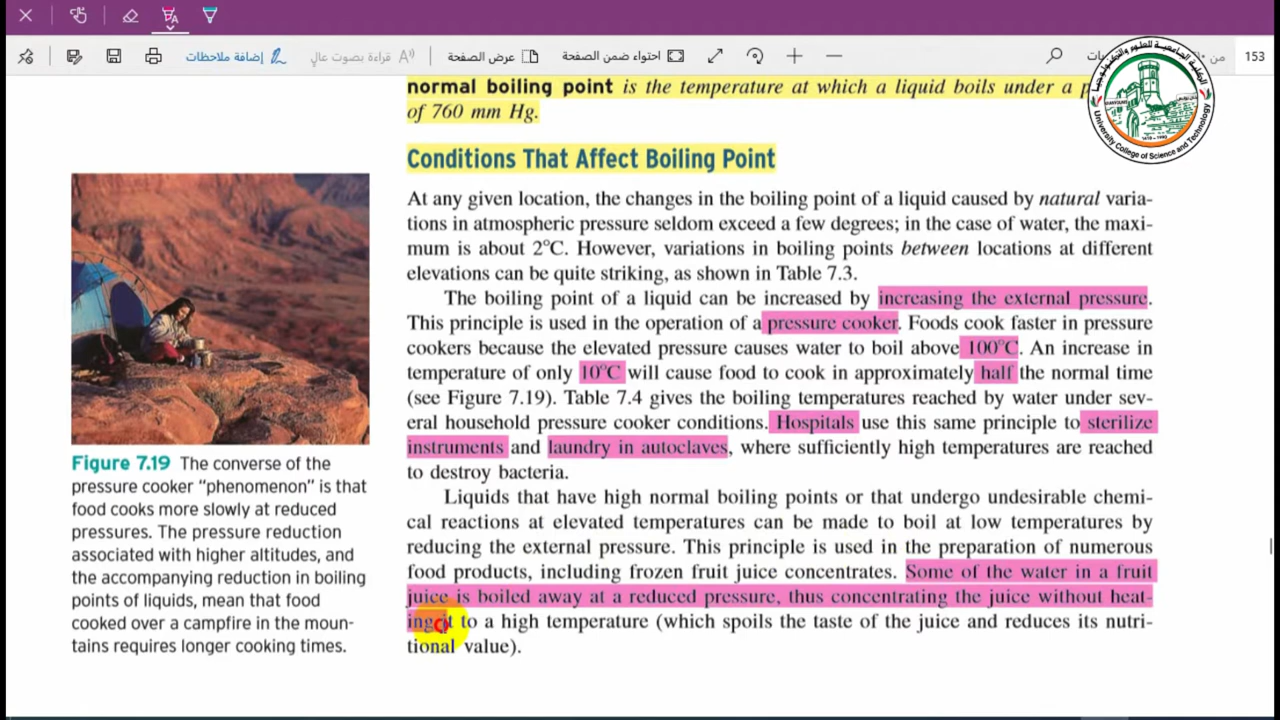 إضافة ملاحظات
قراءة بصوت عالٍ
عرض الصفحة
احتواء ضمن الصفحة
من
153
University College of Science and Technology
normal boiling point is the temperature at which a liquid boils under a p
of 760 mm Hg.
Conditions That Affect Boiling Point
At any given location, the changes in the boiling point of a liquid caused by natural varia-
tions in atmospheric pressure seldom exceed a few degrees; in the case of water, the maxi-
mum is about 2°C. However, variations in boiling points between locations at different
elevations can be quite striking, as shown in Table 7.3.
The boiling point of a liquid can be increased by increasing the external pressure.
This principle is used in the operation of a pressure cooker. Foods cook faster in pressure
cookers because the elevated pressure causes water to boil above 100°C. An increase in
temperature of only 10°C will cause food to cook in approximately half the normal time
(see Figure 7.19). Table 7.4 gives the boiling temperatures reached by water under sev-
eral household pressure cooker conditions. Hospitals use this same principle to sterilize
instruments and laundry in autoclaves, where sufficiently high temperatures are reached
to destroy bacteria.
Liquids that have high normal boiling points or that undergo undesirable chemi-
cal reactions at elevated temperatures can be made to boil at low temperatures by
reducing the external pressure. This principle is used in the preparation of numerous
food products, including frozen fruit juice concentrates. Some of the water in a fruit
juice is boiled away at a reduced pressure, thus concentrating the juice without heat-
ing it to a high temperature (which spoils the taste of the juice and reduces its nutri-
tional value).
Figure 7.19 The converse of the
pressure cooker “phenomenon” is that
food cooks more slowly at reduced
pressures. The pressure reduction
associated with higher altitudes, and
the accompanying reduction in boiling
points of liquids, mean that food
cooked over a campfire in the moun-
tains requires longer cooking times.